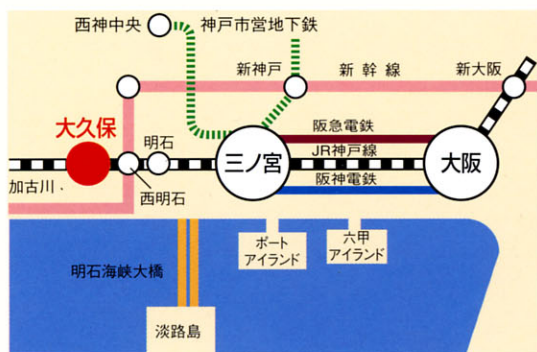 西神中央
神戸市営地下鉄
新神戸
新幹線
新大阪
大久保
明石
阪急電鉄
三ノ宮
JR神戸線
大阪
加古川
西明石
阪神電鉄
ポート
アイランド
六甲
アイランド
明石海峡大橋
淡路島